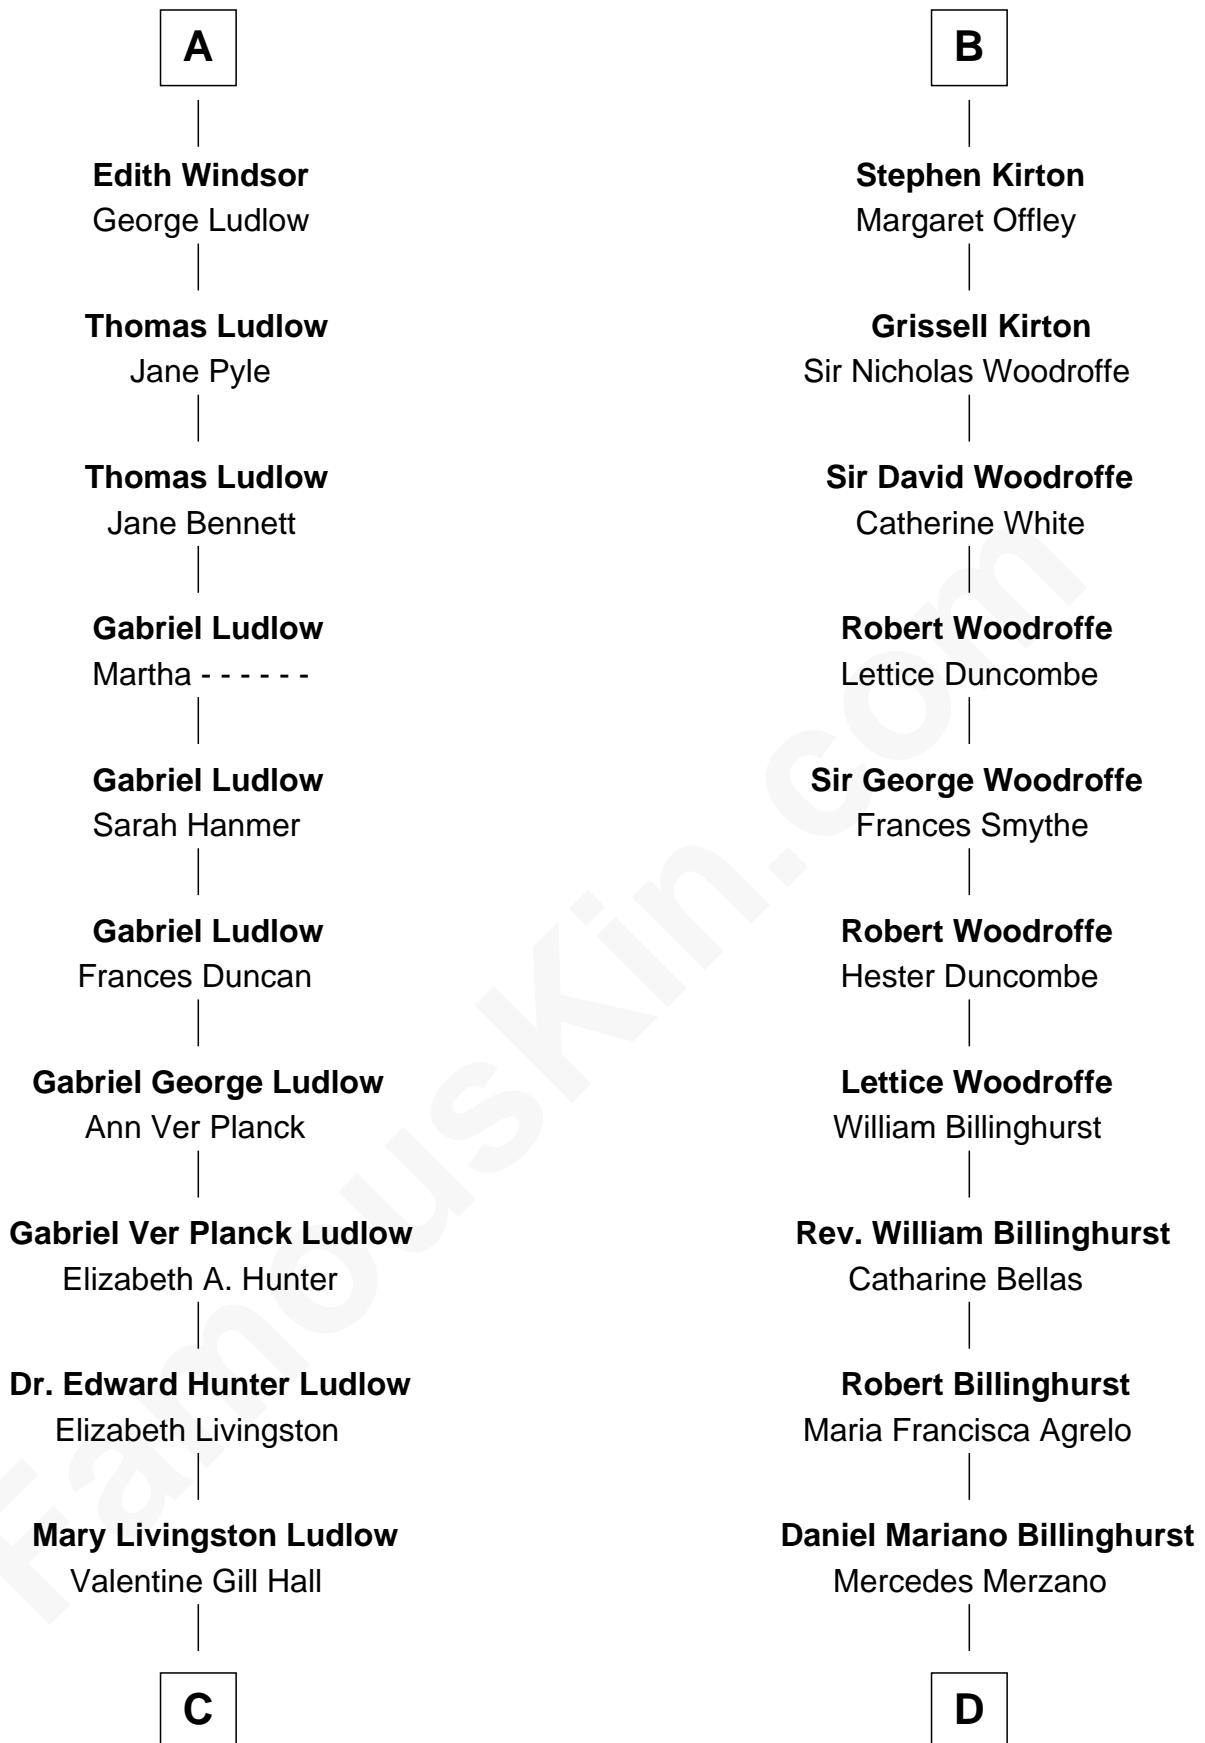 A
Edith Windsor
George Ludlow
Thomas Ludlow
Jane Pyle
Thomas Ludlow
Jane Bennett
Gabriel Ludlow
Martha - - - - - -
Gabriel Ludlow
Sarah Hanmer
Gabriel Ludlow
Frances Duncan
Gabriel George Ludlow
Ann Ver Planck
Gabriel Ver Planck Ludlow
Elizabeth A. Hunter
Dr. Edward Hunter Ludlow
Elizabeth Livingston
Mary Livingston Ludlow
Valentine Gill Hall
C
B
Stephen Kirton
Margaret Offley
Grissell Kirton
Sir Nicholas Woodroffe
Sir David Woodroffe
Catherine White
Robert Woodroffe
Lettice Duncombe
Sir George Woodroffe
Frances Smythe
Robert Woodroffe
Hester Duncombe
Lettice Woodroffe
William Billinghurst
Rev. William Billinghurst
Catharine Bellas
Robert Billinghurst
Maria Francisca Agrelo
Daniel Mariano Billinghurst
Mercedes Merzano
D
FamousKin.com